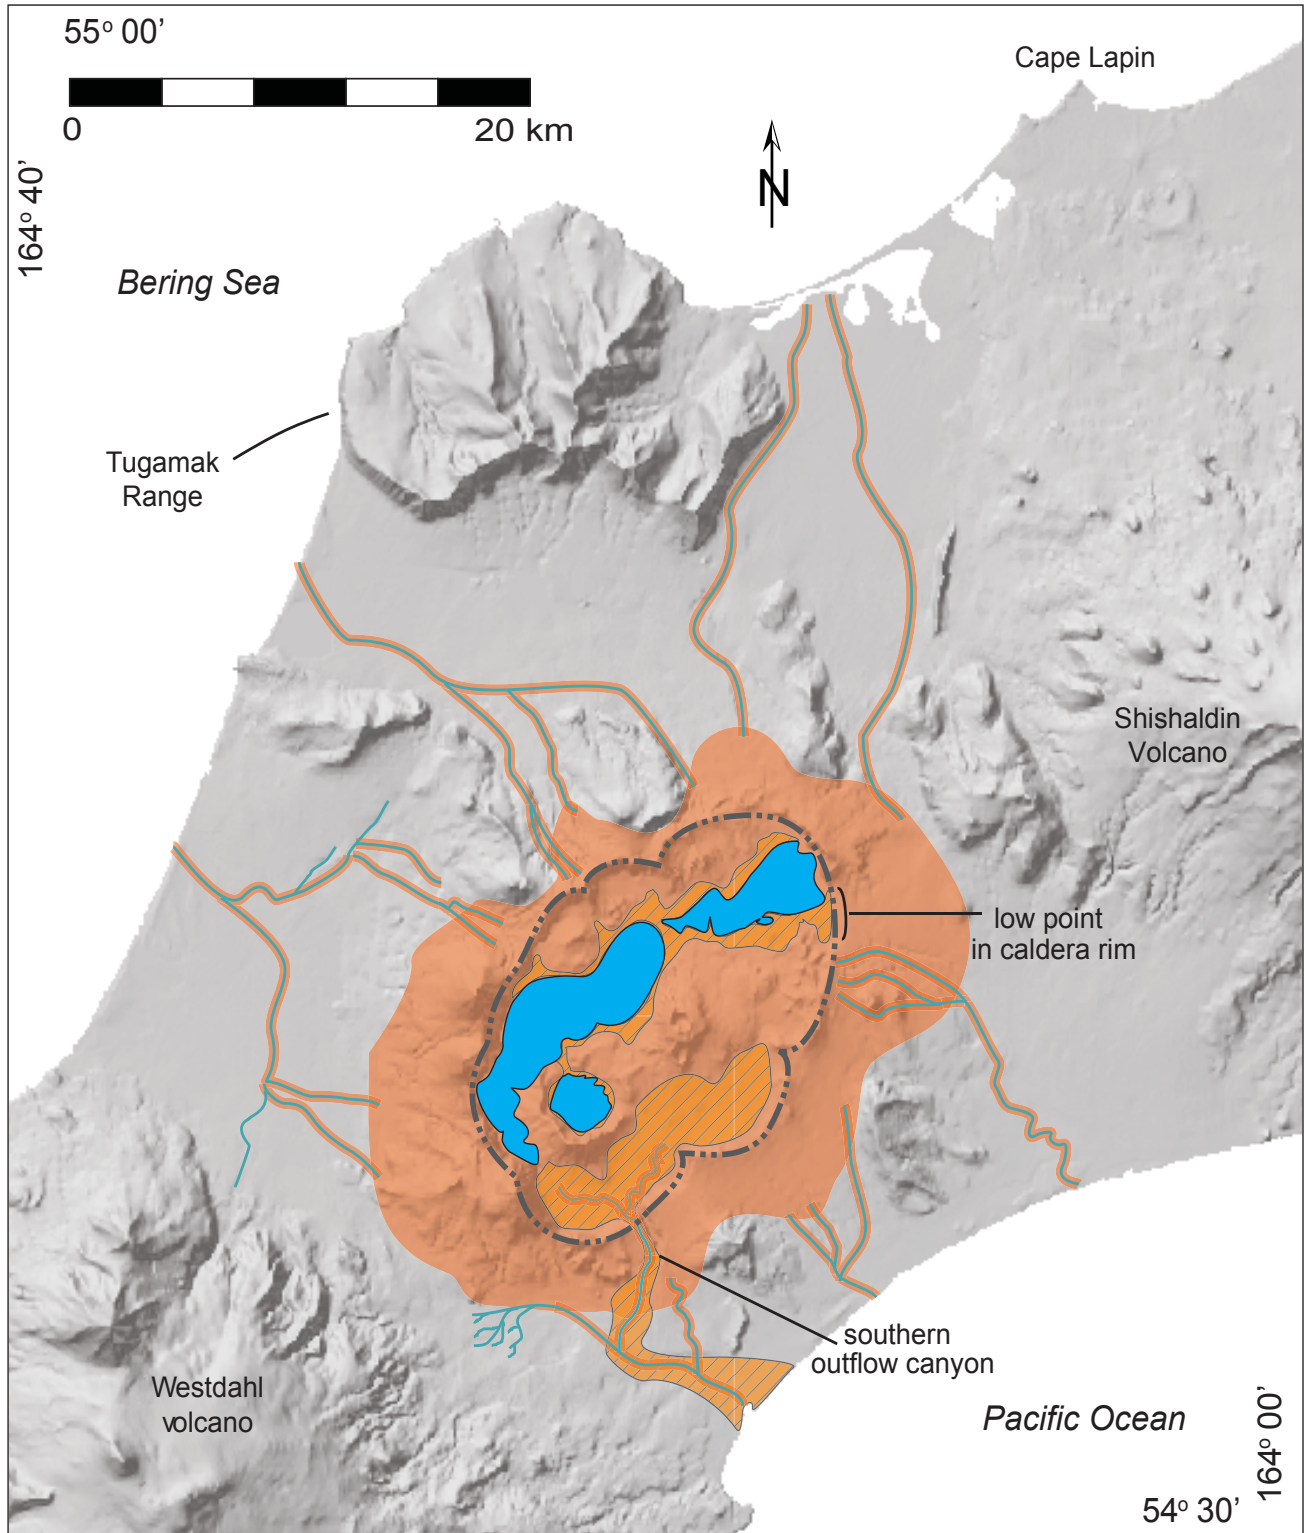 55° 00’
Cape Lapin
0 20 km
N
164° 40’
Bering Sea
Tugamak
Range
Shishaldin
Volcano
low point
in caldera rim
southern
outflow canyon
Westdahl
volcano
Pacific Ocean
164° 00’
54° 30’